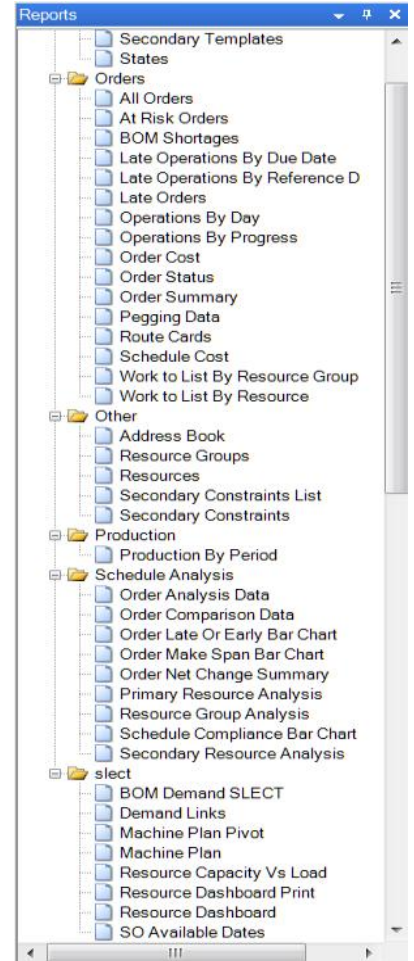 Reports
Secondary Templates
States
Orders
All Orders
At Risk Orders
BOM Shortages
Late Operations By Due Date
Late Operations By Reference D
Late Orders
Operations By Day
Operations By Progress
Order Cost
Order Status
Order Summary
Pegging Data
Route Cards
Schedule Cost
Work to List By Resource Group
Work to List By Resource
Other
Address Book
Resource Groups
Resources
Secondary Constraints List
Secondary Constraints
Production
Production By Period
Schedule Analysis
Order Analysis Data
Order Comparison Data
Order Late Or Early Bar Chart
Order Make Span Bar Chart
Order Net Change Summary
Primary Resource Analysis
Resource Group Analysis
Schedule Compliance Bar Chart
Secondary Resource Analysis
slect
BOM Demand SLECT
Demand Links
Machine Plan Pivot
Machine Plan
Resource Capacity Vs Load
Resource Dashboard Print
Resource Dashboard
SO Available Dates